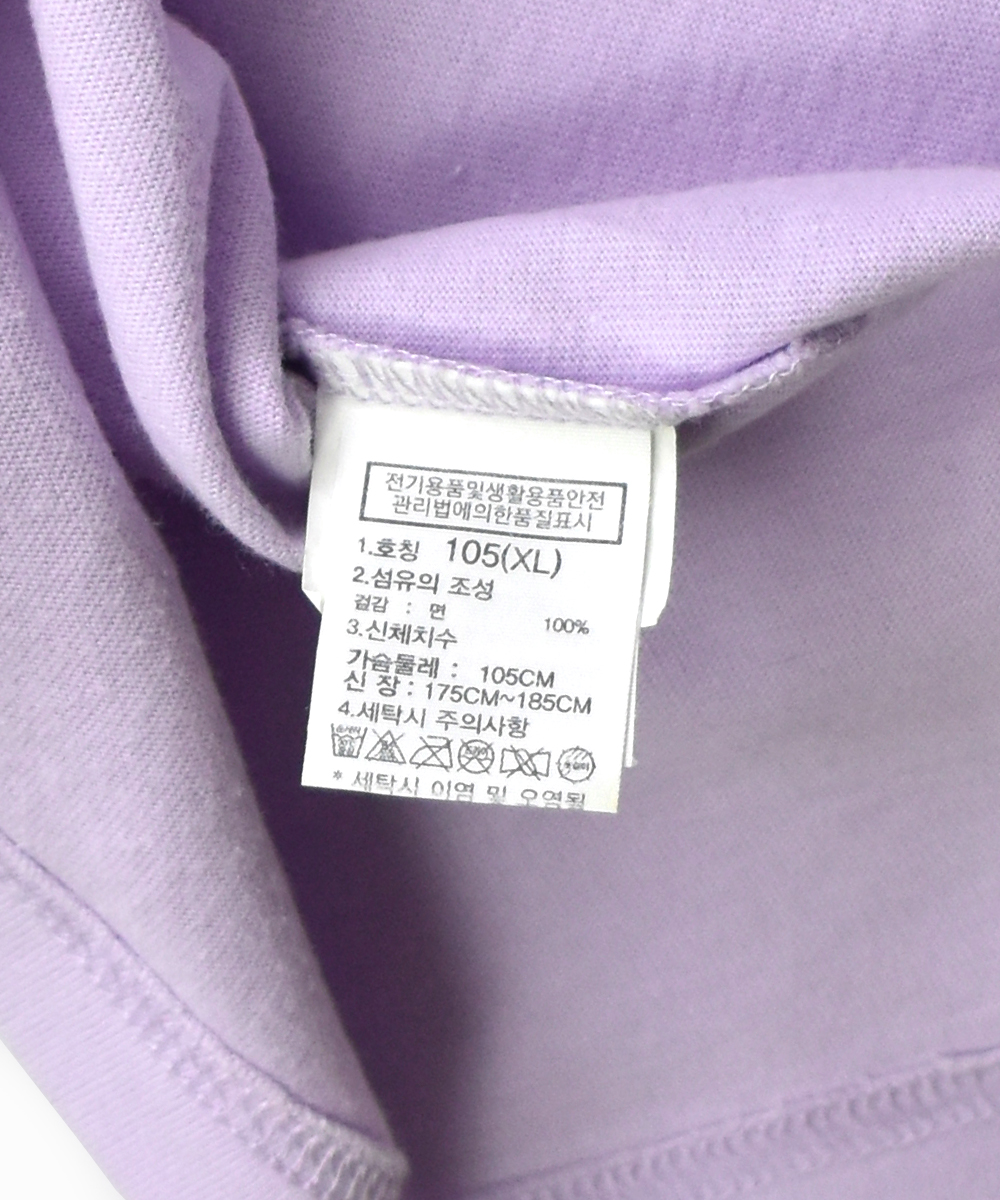 전기용품및생활용품안전
관리법에의한품질표시
1.호칭 105(XL)
2.섬유의 조성
겉감 : 면 100%
3.신체치수
가슴둘레 : 105CM
신 장 : 175CM~185CM
4.세탁시 주의사항
* 세탁시 이염 및 오염될